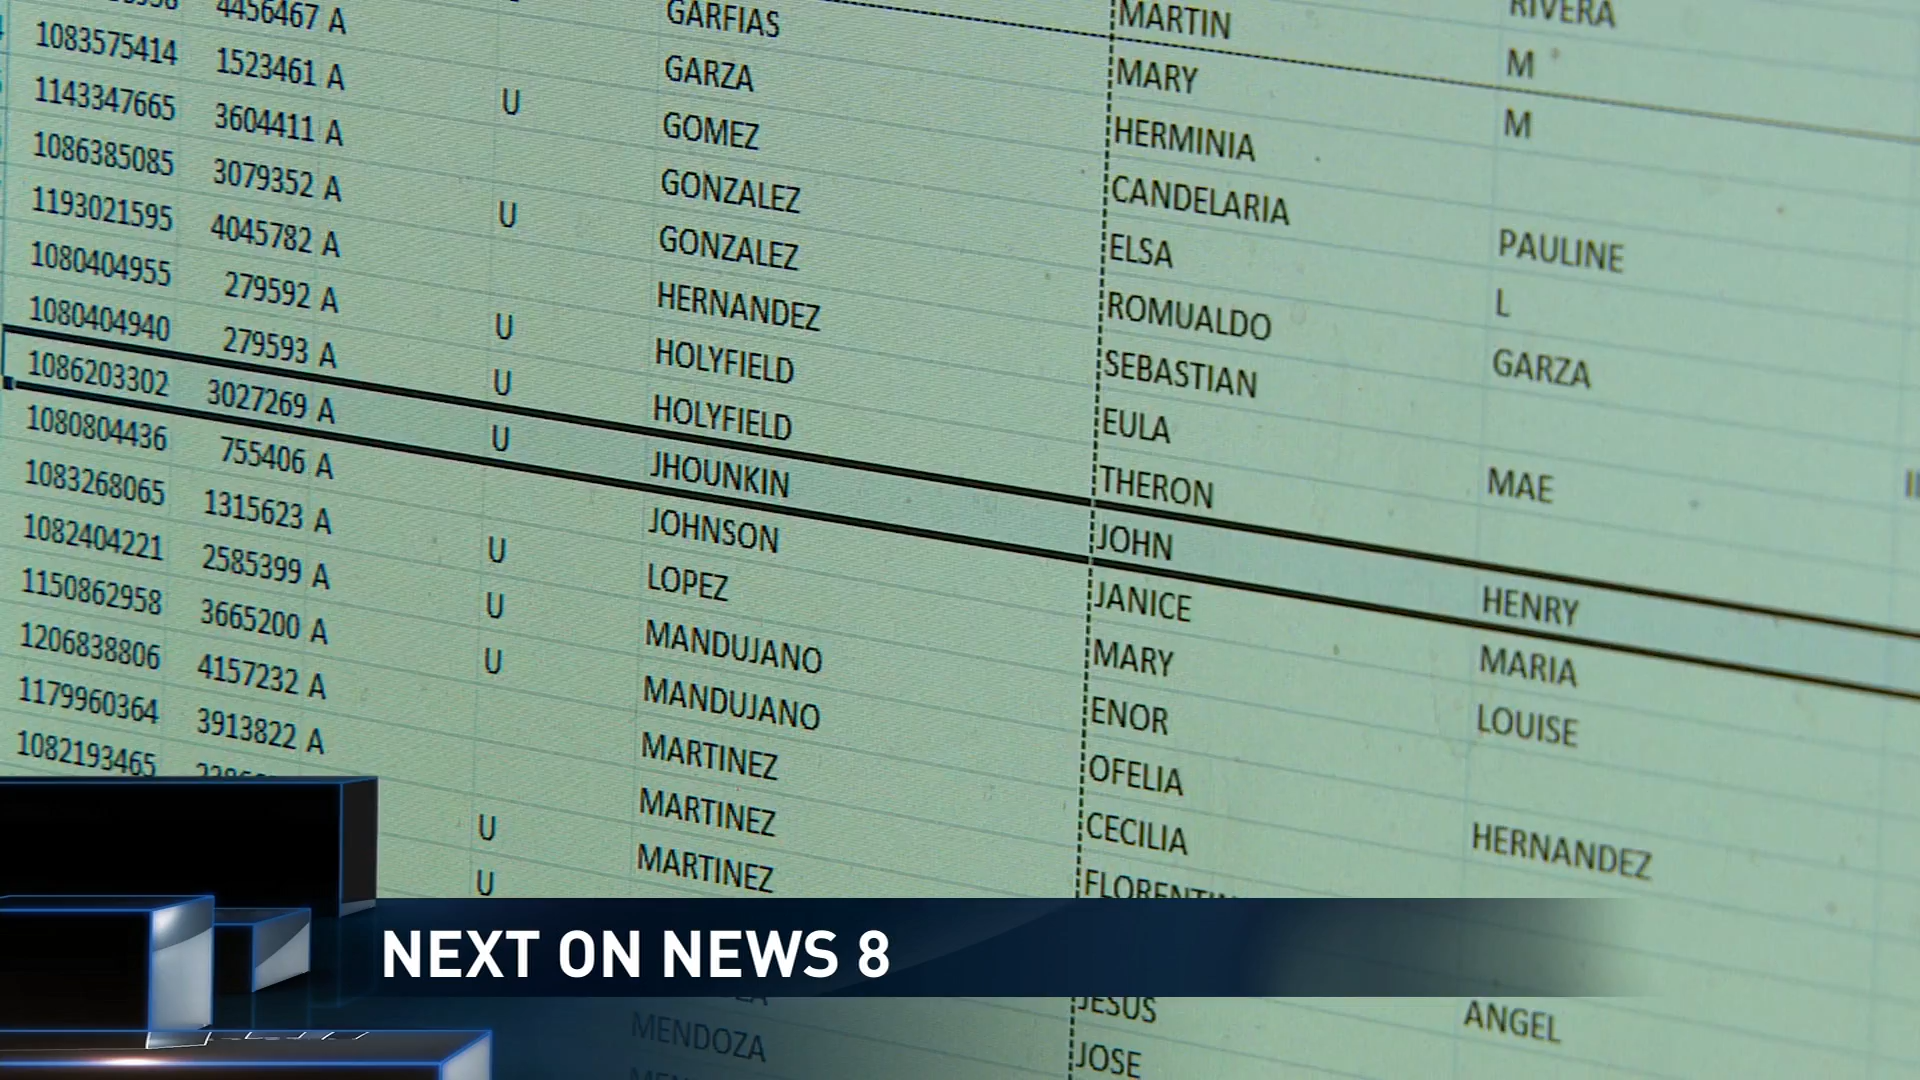 RIVERA
MARTIN M
GARFIAS MARY M
4456467 A GARZA HERMINIA
1083575414 1523461 A U GOMEZ CANDELARIA PAULINE
1143347665 3604411 A GONZALEZ ELSA L
1086385085 3079352 A U GONZALEZ ROMUALDO GARZA
1193021595 4045782 A HERNANDEZ SEBASTIAN
1080404955 279592 A U HOLYFIELD EULA MAE
1080404940 279593 A U HOLYFIELD THERON
1086203302 3027269 A U JHOUNKIN JOHN HENRY
1080804436 755406 A JOHNSON JANICE MARIA
1083268065 1315623 A U LOPEZ MARY LOUISE
1082404221 2585399 A U MANDUJANO ENOR
1150862958 3665200 A U MANDUJANO OFELIA HERNANDEZ
1206838806 4157232 A MARTINEZ CECILIA
1179960364 3913822 A MARTINEZ
1082193465 U MARTINEZ ANGEL
U JESUS
JOSE
MENDOZA
NEXT ON NEWS 8